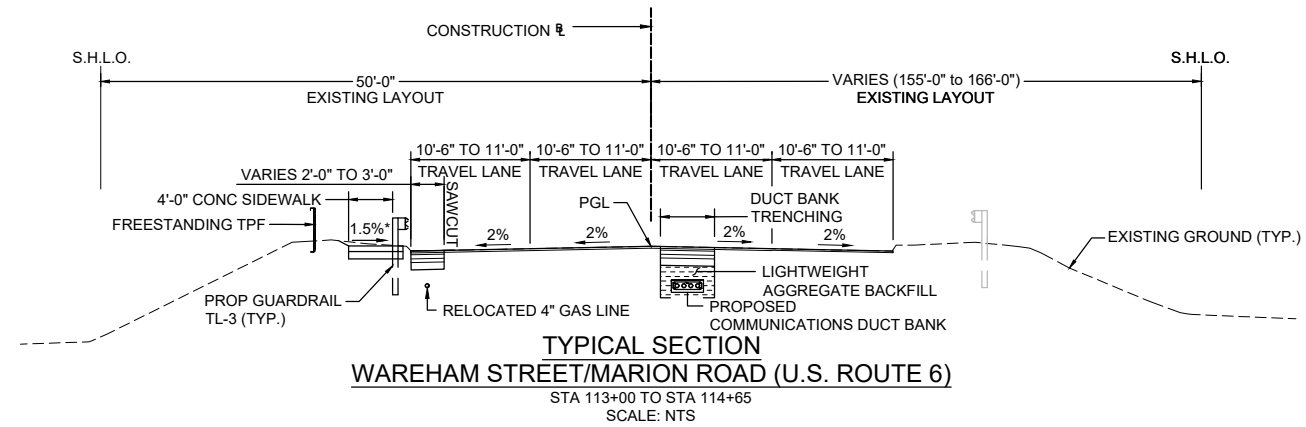 CONSTRUCTION ℄
S.H.L.O.
S.H.L.O.
50'-0"
EXISTING LAYOUT
VARIES (155'-0" to 166'-0")
EXISTING LAYOUT
10'-6" TO 11'-0"
TRAVEL LANE
10'-6" TO 11'-0"
TRAVEL LANE
10'-6" TO 11'-0"
TRAVEL LANE
10'-6" TO 11'-0"
TRAVEL LANE
VARIES 2'-0" TO 3'-0"
4'-0" CONC SIDEWALK
FREESTANDING TPF
SAWCUT
PGL
DUCT BANK
TRENCHING
1.5%*
2%
2%
2%
2%
EXISTING GROUND (TYP.)
PROP GUARDRAIL
TL-3 (TYP.)
RELOCATED 4" GAS LINE
LIGHTWEIGHT
AGGREGATE BACKFILL
PROPOSED
COMMUNICATIONS DUCT BANK
TYPICAL SECTION
WAREHAM STREET/MARION ROAD (U.S. ROUTE 6)
STA 113+00 TO STA 114+65
SCALE: NTS